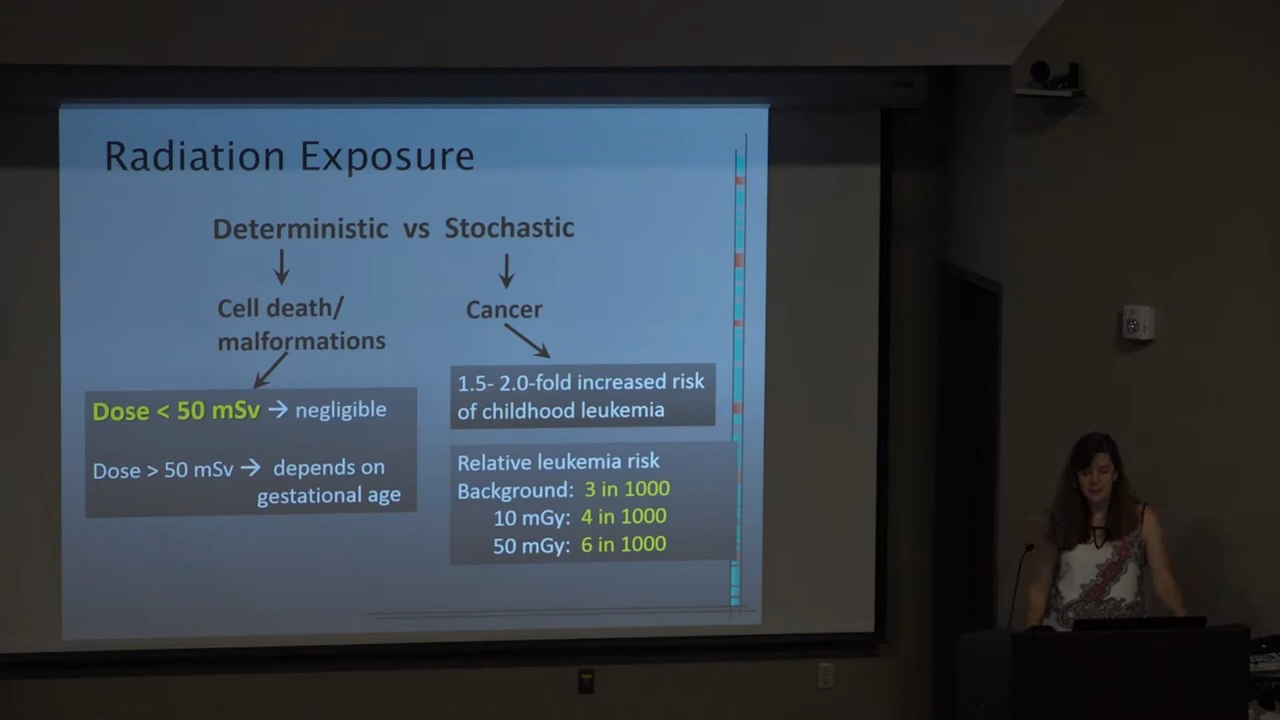 Radiation Exposure
Deterministic vs Stochastic
Cell death/
malformations
Cancer
Dose < 50 mSv → negligible
Dose > 50 mSv → depends on
gestational age
1.5- 2.0-fold increased risk
of childhood leukemia
Relative leukemia risk
Background: 3 in 1000
10 mGy: 4 in 1000
50 mGy: 6 in 1000